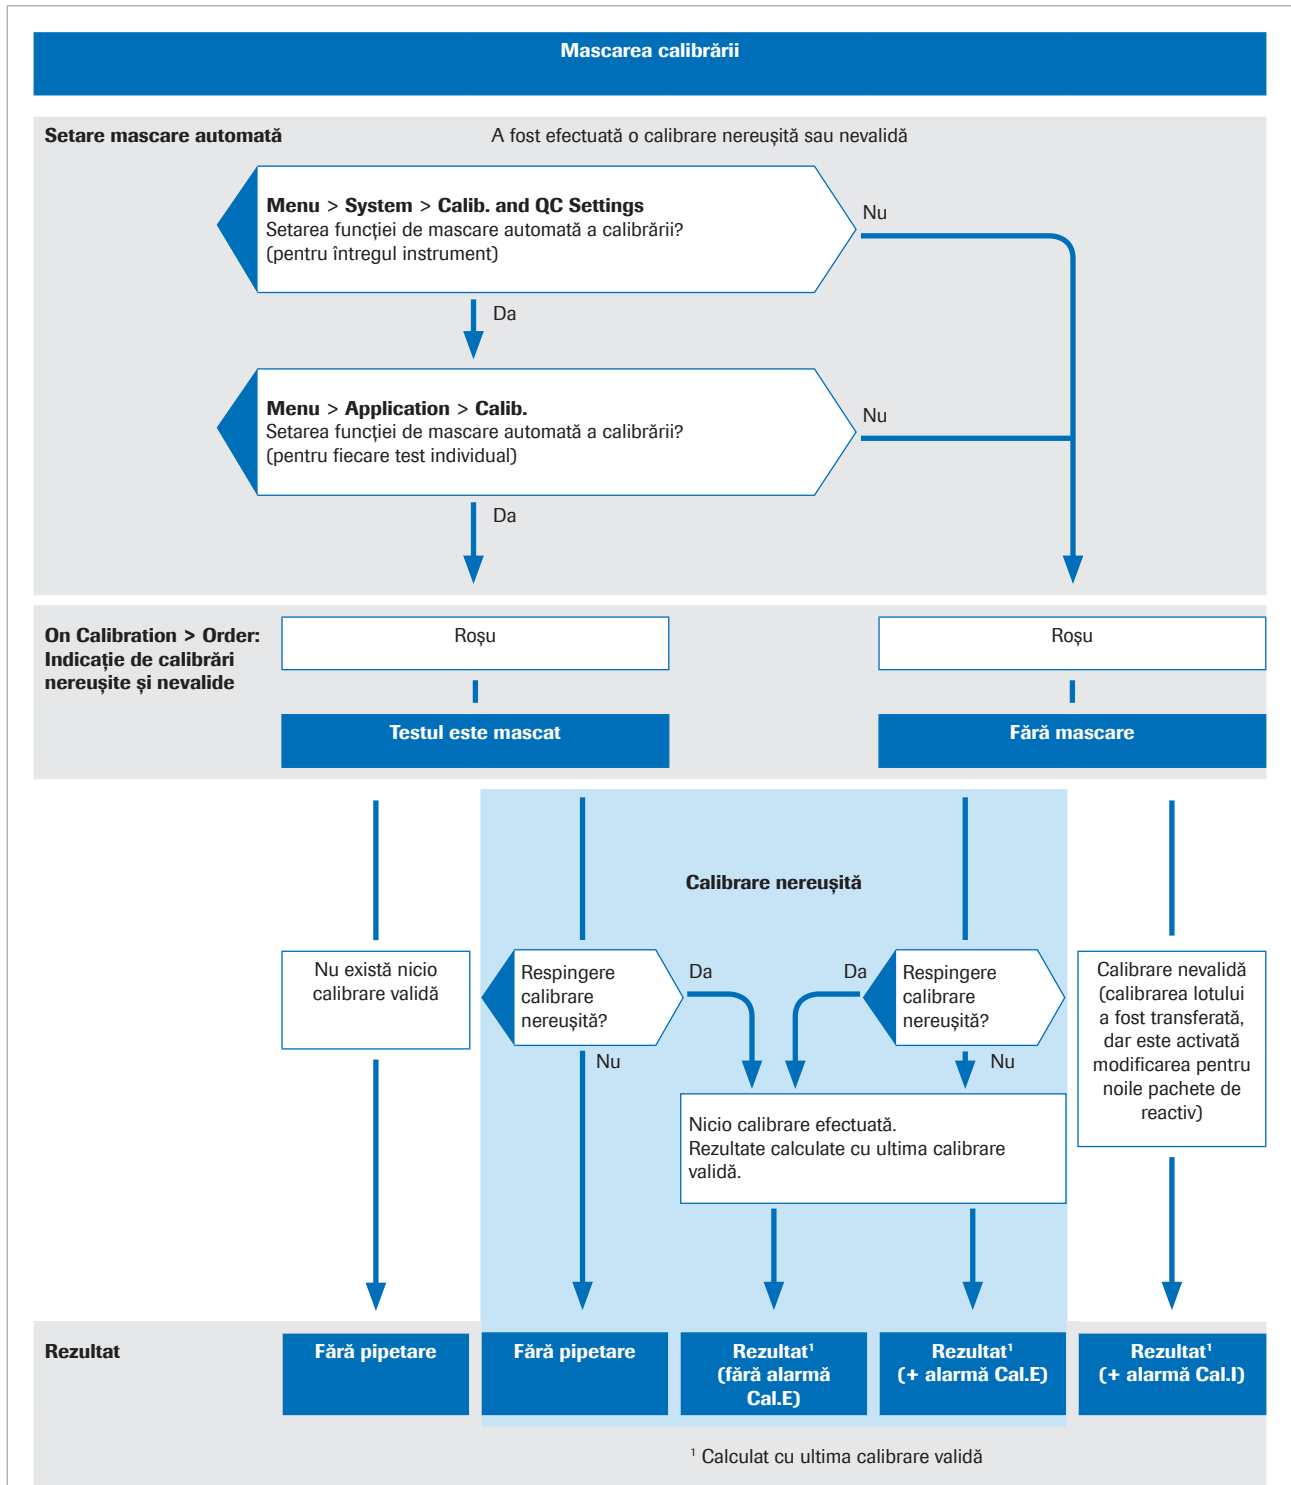 Mascarea calibrării
Setare mascare automată
A fost efectuată o calibrare nereușită sau nevalidă
Menu > System > Calib. and QC Settings
Setarea funcției de mascare automată a calibrării?
(pentru întregul instrument)
Nu
Da
Menu > Application > Calib.
Setarea funcției de mascare automată a calibrării?
(pentru fiecare test individual)
Nu
Da
On Calibration > Order:
Indicație de calibrări
nereușite și nevalide
Roșu
Roșu
Testul este mascat
Fără mascare
Calibrare nereușită
Nu există nicio
calibrare validă
Respingere
calibrare
nereușită?
Da
Nu
Da
Respingere
calibrare
nereușită?
Nu
Calibrare nevalidă
(calibrarea lotului
a fost transferată,
dar este activată
modificarea pentru
noile pachete de
reactiv)
Nicio calibrare efectuată.
Rezultate calculate cu ultima calibrare
validă.
Rezultat
Fără pipetare
Fără pipetare
Rezultat¹
(fără alarmă
Cal.E)
Rezultat¹
(+ alarmă Cal.E)
Rezultat¹
(+ alarmă Cal.I)
¹ Calculat cu ultima calibrare validă